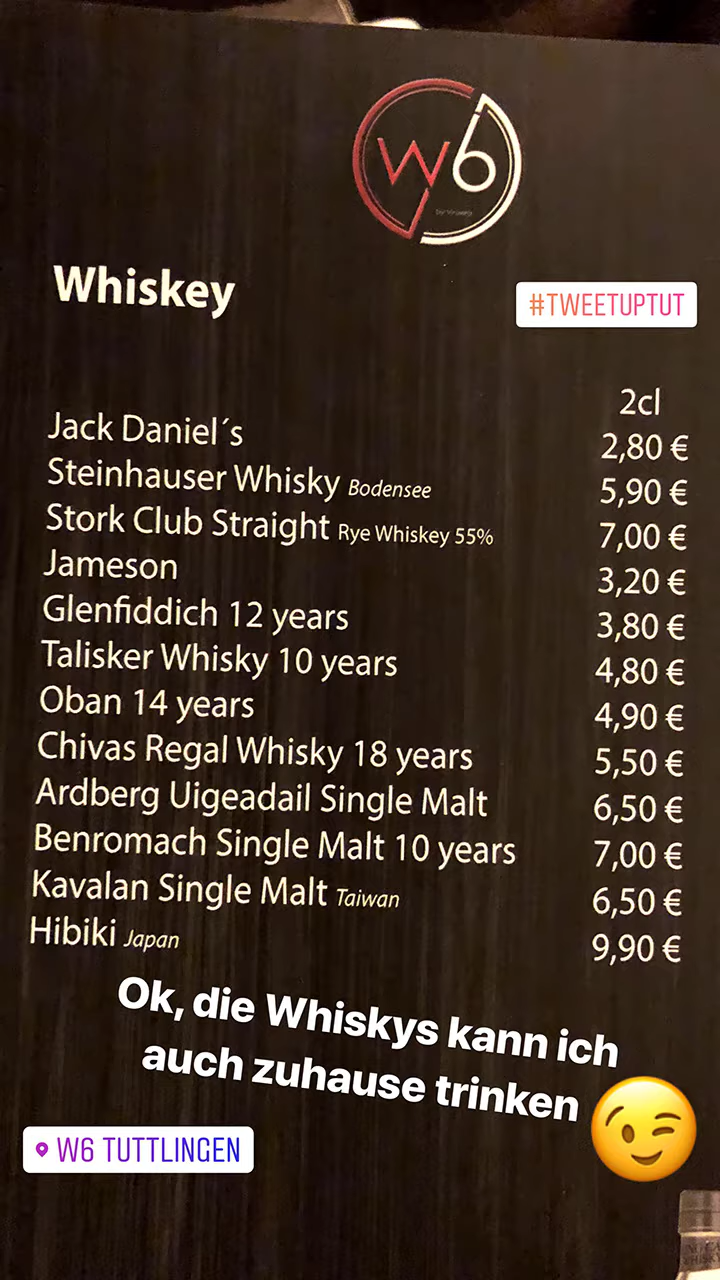 w6
Whiskey
#TWEETUPTUT
2cl
Jack Daniel´s 2,80 €
Steinhauser Whisky Bodensee 5,90 €
Stork Club Straight Rye Whiskey 55% 7,00 €
Jameson 3,20 €
Glenfiddich 12 years 3,80 €
Talisker Whisky 10 years 4,80 €
Oban 14 years 4,90 €
Chivas Regal Whisky 18 years 5,50 €
Ardberg Uigeadail Single Malt 6,50 €
Benromach Single Malt 10 years 7,00 €
Kavalan Single Malt Taiwan 6,50 €
Hibiki Japan 9,90 €
Ok, die Whiskys kann ich
auch zuhause trinken
W6 TUTTLINGEN